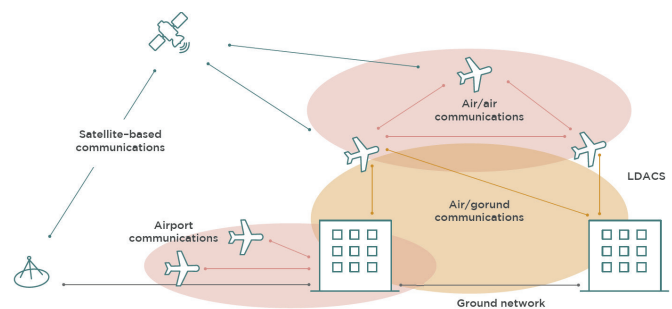 Air/air
communications
Satellite–based
communications
LDACS
Air/gorund
communications
Airport
communications
Ground network